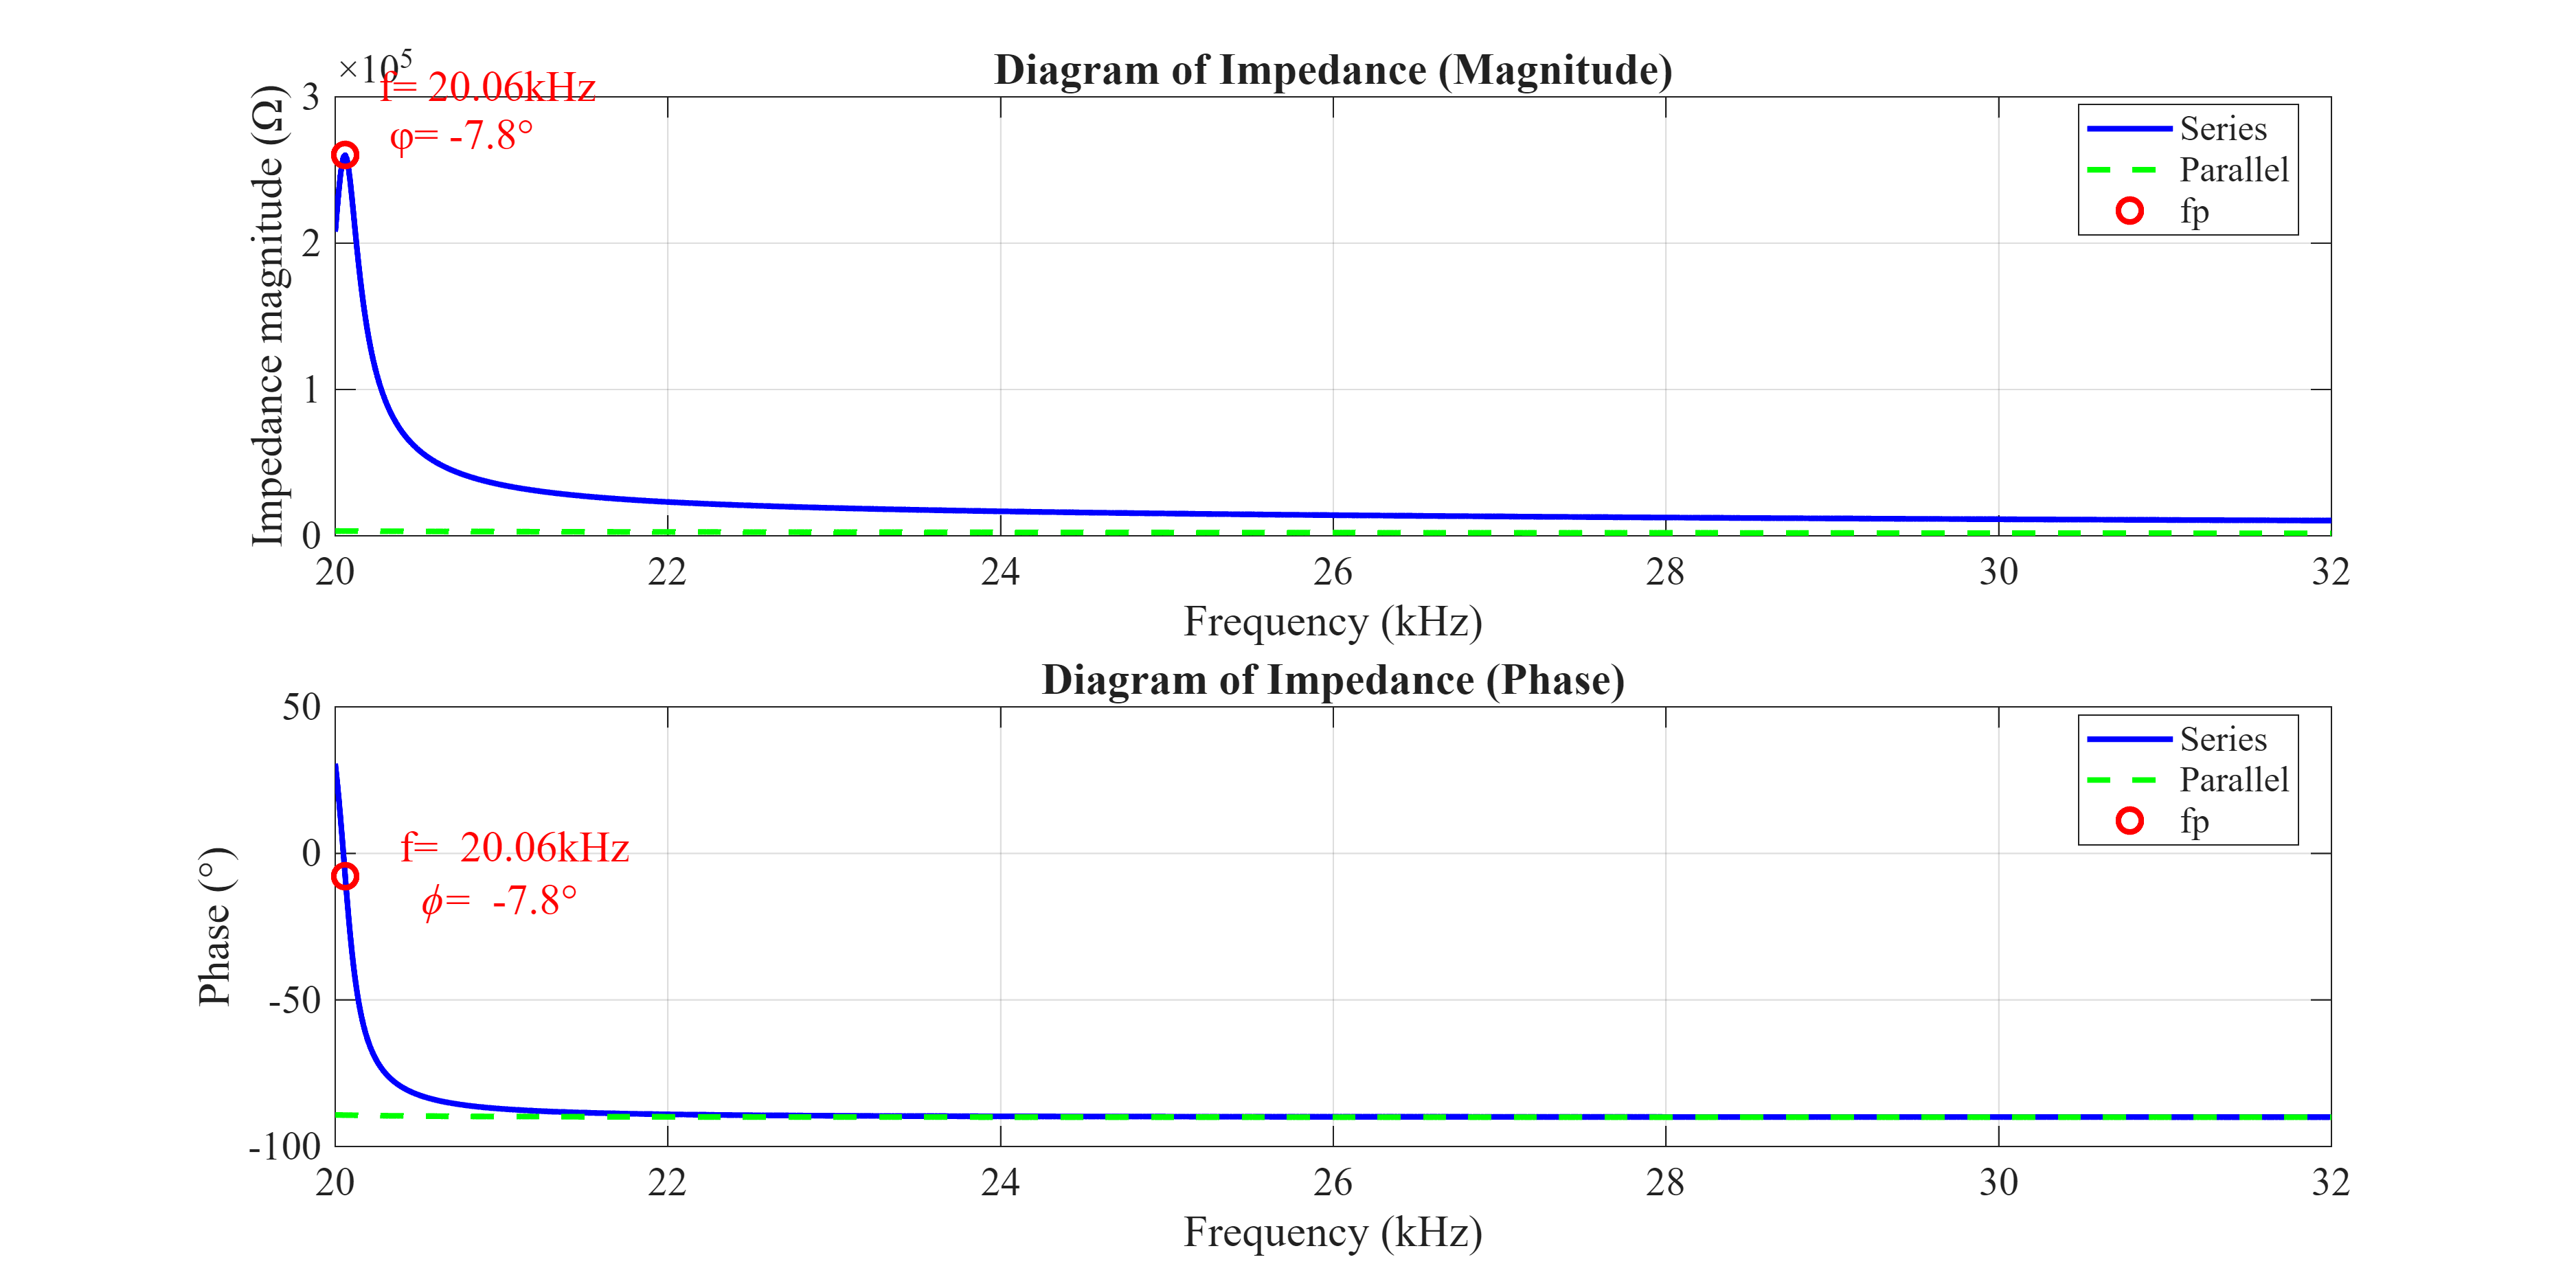 ×10⁵
Diagram of Impedance (Magnitude)
f= 20.06kHz
φ= -7.8°
Impedance magnitude (Ω)
3
2
1
0
Series
Parallel
fp
20 22 24 26 28 30 32
Frequency (kHz)
Diagram of Impedance (Phase)
Phase (°)
50
0
-50
-100
f= 20.06kHz
ϕ= -7.8°
Series
Parallel
fp
20 22 24 26 28 30 32
Frequency (kHz)